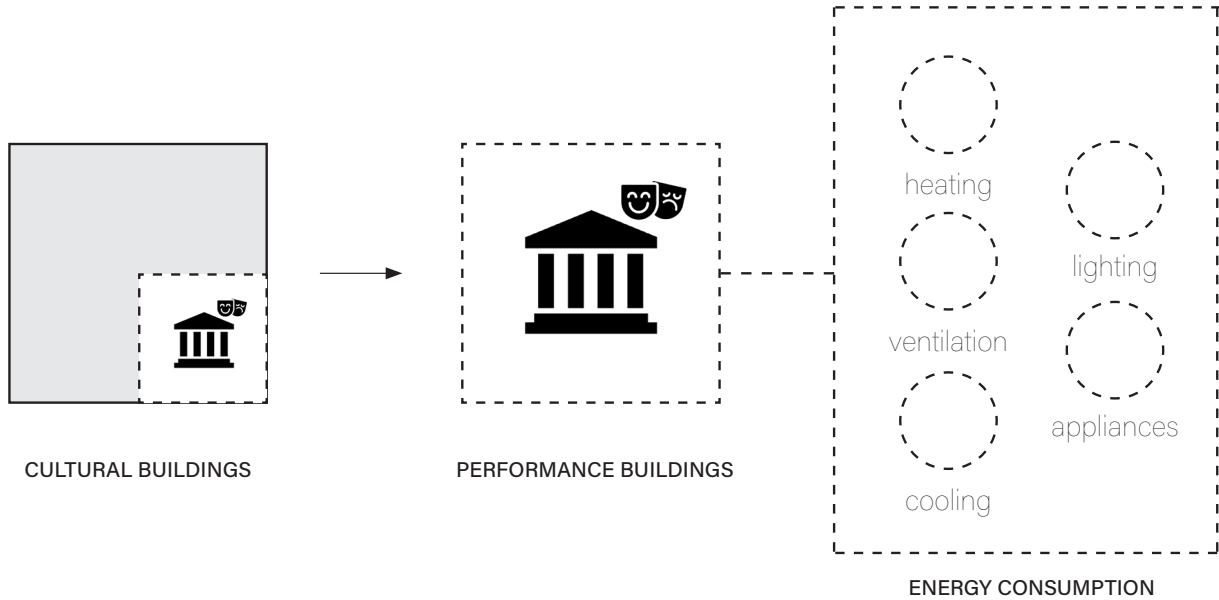 CULTURAL BUILDINGS
PERFORMANCE BUILDINGS
heating
ventilation
cooling
lighting
appliances
ENERGY CONSUMPTION